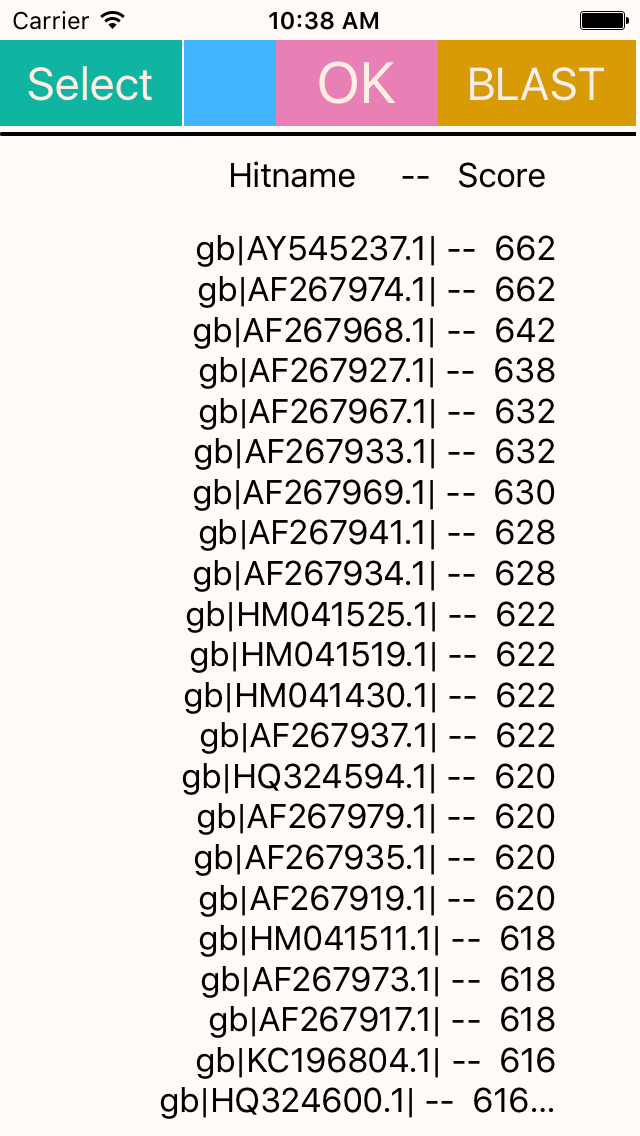 Carrier 10:38 AM
Select OK BLAST
Hitname -- Score
gb|AY545237.1| -- 662
gb|AF267974.1| -- 662
gb|AF267968.1| -- 642
gb|AF267927.1| -- 638
gb|AF267967.1| -- 632
gb|AF267933.1| -- 632
gb|AF267969.1| -- 630
gb|AF267941.1| -- 628
gb|AF267934.1| -- 628
gb|HM041525.1| -- 622
gb|HM041519.1| -- 622
gb|HM041430.1| -- 622
gb|AF267937.1| -- 622
gb|HQ324594.1| -- 620
gb|AF267979.1| -- 620
gb|AF267935.1| -- 620
gb|AF267919.1| -- 620
gb|HM041511.1| -- 618
gb|AF267973.1| -- 618
gb|AF267917.1| -- 618
gb|KC196804.1| -- 616
gb|HQ324600.1| -- 616...